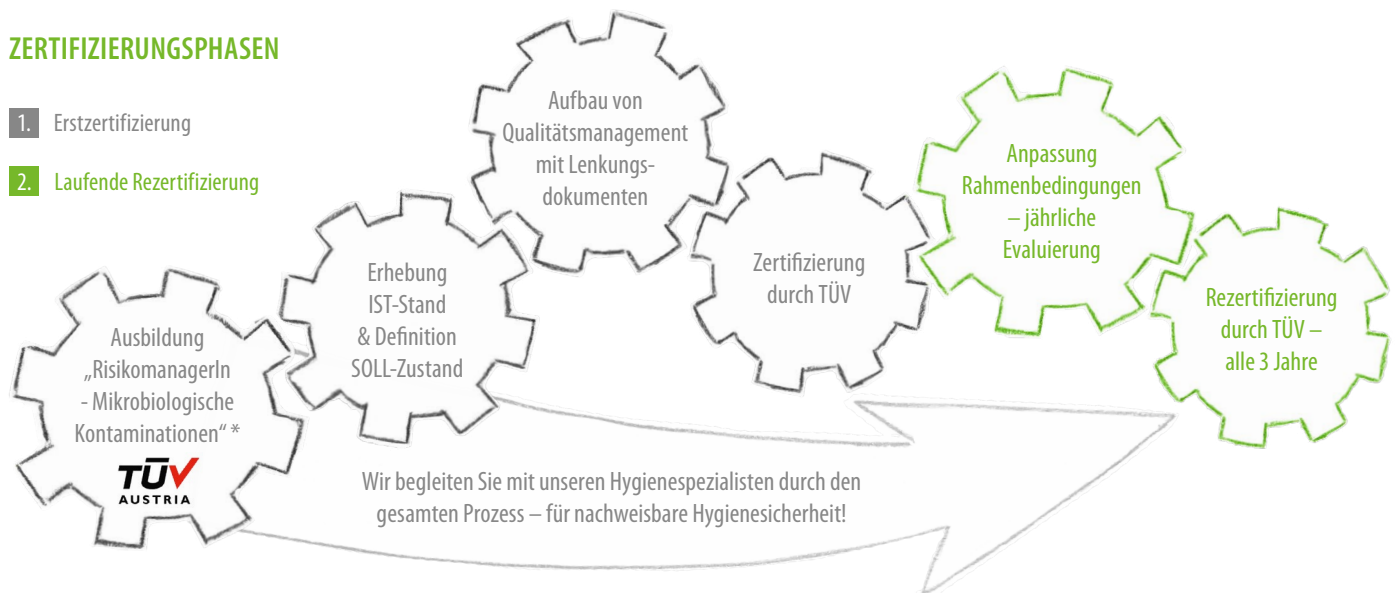 ZERTIFIZIERUNGSPHASEN
1. Erstzertifizierung
2. Laufende Rezertifizierung
Ausbildung
„RisikomanagerIn
- Mikrobiologische
Kontaminationen“ *
TÜV
AUSTRIA
Erhebung
IST-Stand
& Definition
SOLL-Zustand
Aufbau von
Qualitätsmanagement
mit Lenkungs-
dokumenten
Zertifizierung
durch TÜV
Anpassung
Rahmenbedingungen
– jährliche
Evaluierung
Rezertifizierung
durch TÜV –
alle 3 Jahre
Wir begleiten Sie mit unseren Hygienespezialisten durch den
gesamten Prozess – für nachweisbare Hygienesicherheit!